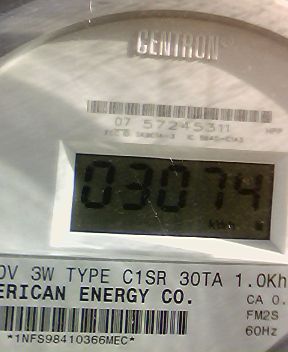 CENTRON®
07 57245311
03074
kWh
0V 3W TYPE C1SR 30TA 1.0Kh
ERICAN ENERGY CO.
CA 0.
FM2S
*1NFS98410366MEC*
60Hz